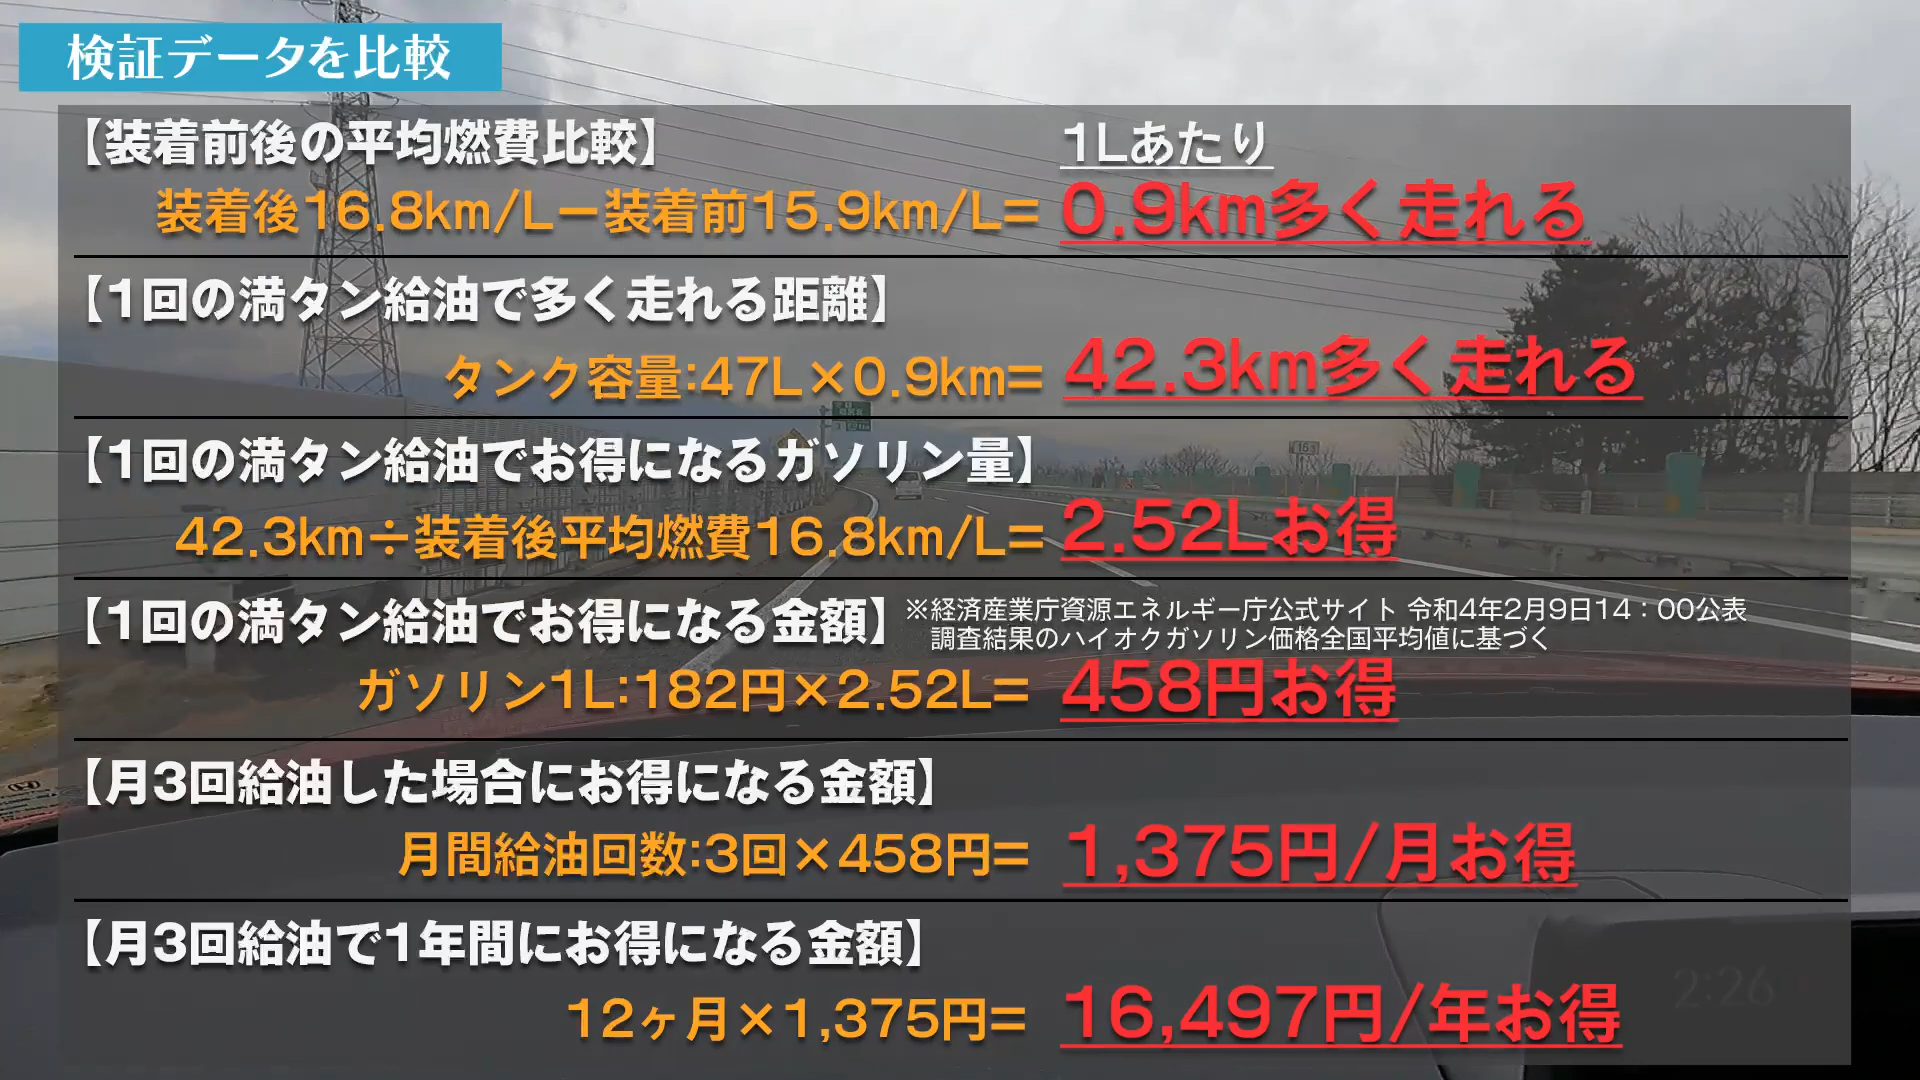 検証データを比較
【装着前後の平均燃費比較】
1Lあたり
装着後16.8km/Lー装着前15.9km/L= 0.9km多く走れる
【1回の満タン給油で多く走れる距離】
タンク容量:47L×0.9km= 42.3km多く走れる
【1回の満タン給油でお得になるガソリン量】
42.3km÷装着後平均燃費16.8km/L= 2.52Lお得
【1回の満タン給油でお得になる金額】
※経済産業庁資源エネルギー庁公式サイト 令和4年2月9日14：00公表
調査結果のハイオクガソリン価格全国平均値に基づく
ガソリン1L:182円×2.52L= 458円お得
【月3回給油した場合にお得になる金額】
月間給油回数:3回×458円= 1,375円/月お得
【月3回給油で1年間にお得になる金額】
12ヶ月×1,375円= 16,497円/年お得
2:26